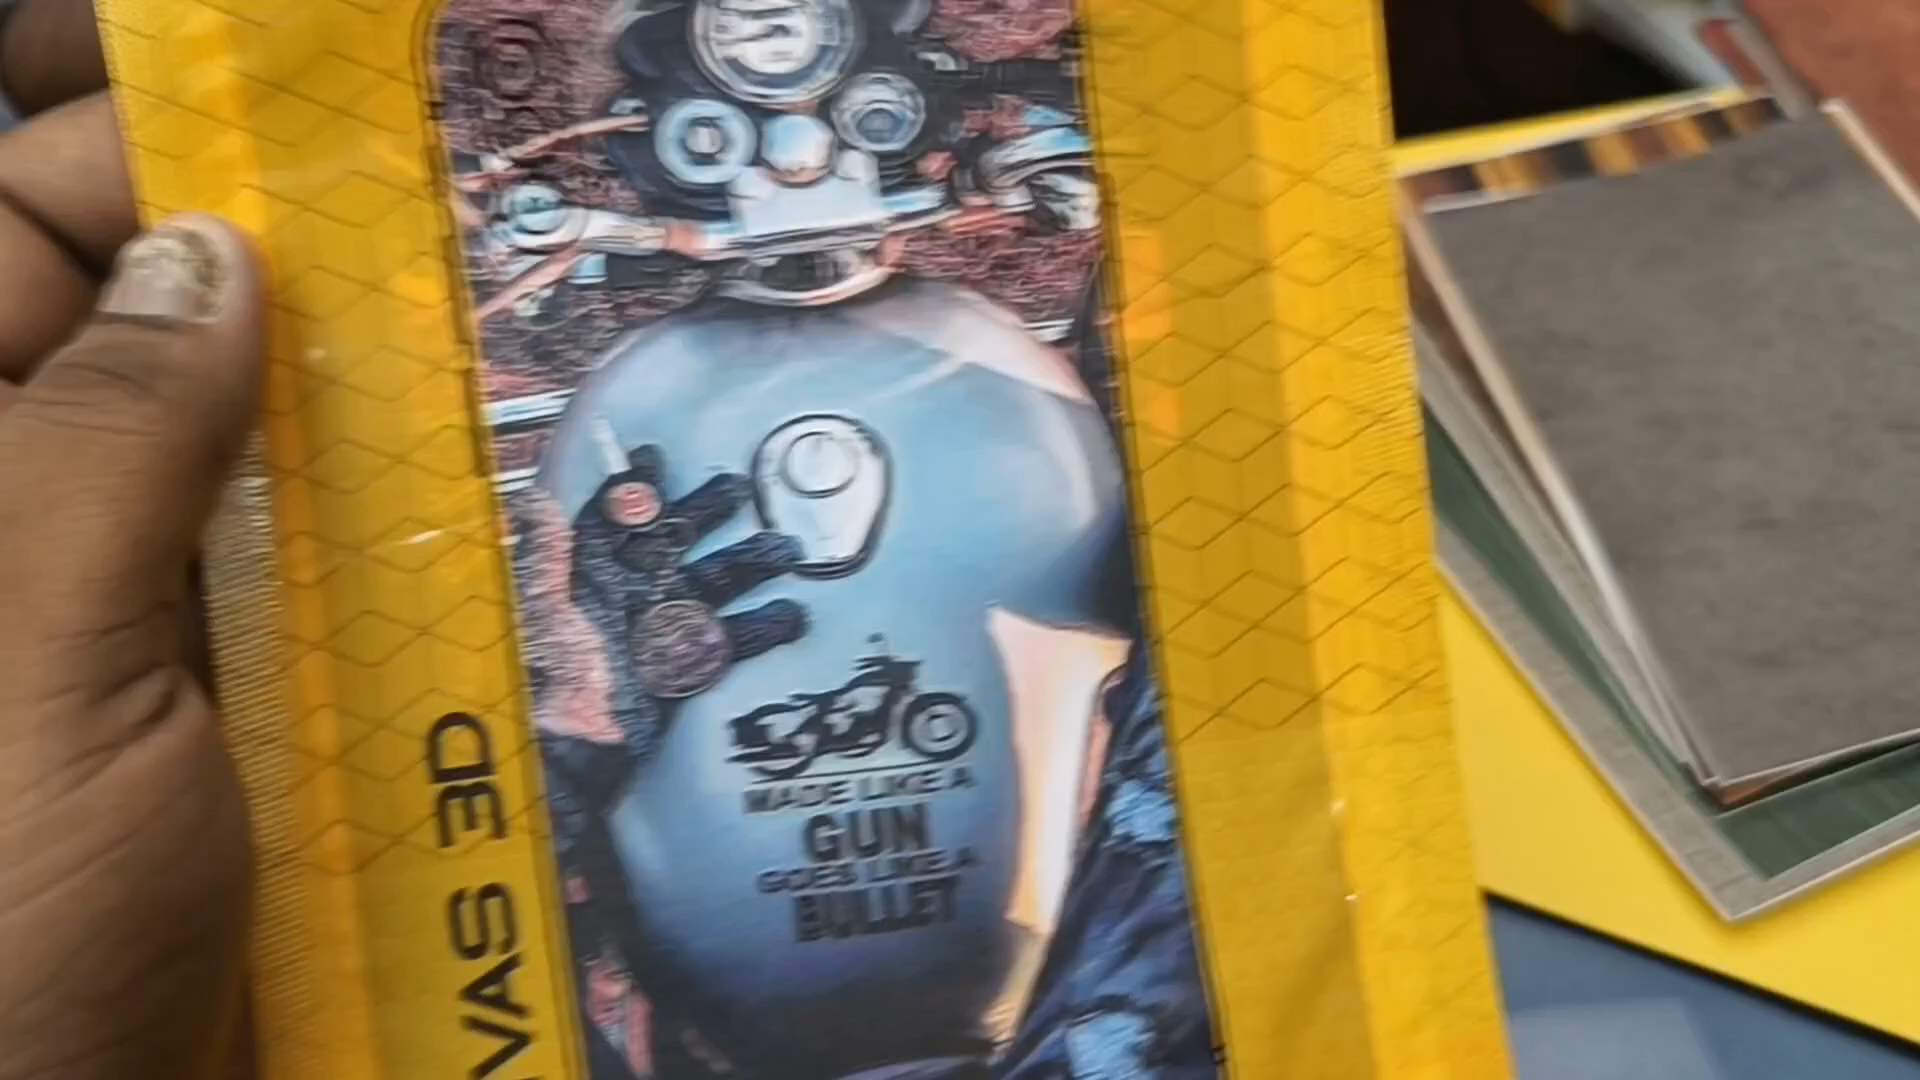 VAS 3D
MADE LIKE A
GUN
GOES LIKE A
BULLET